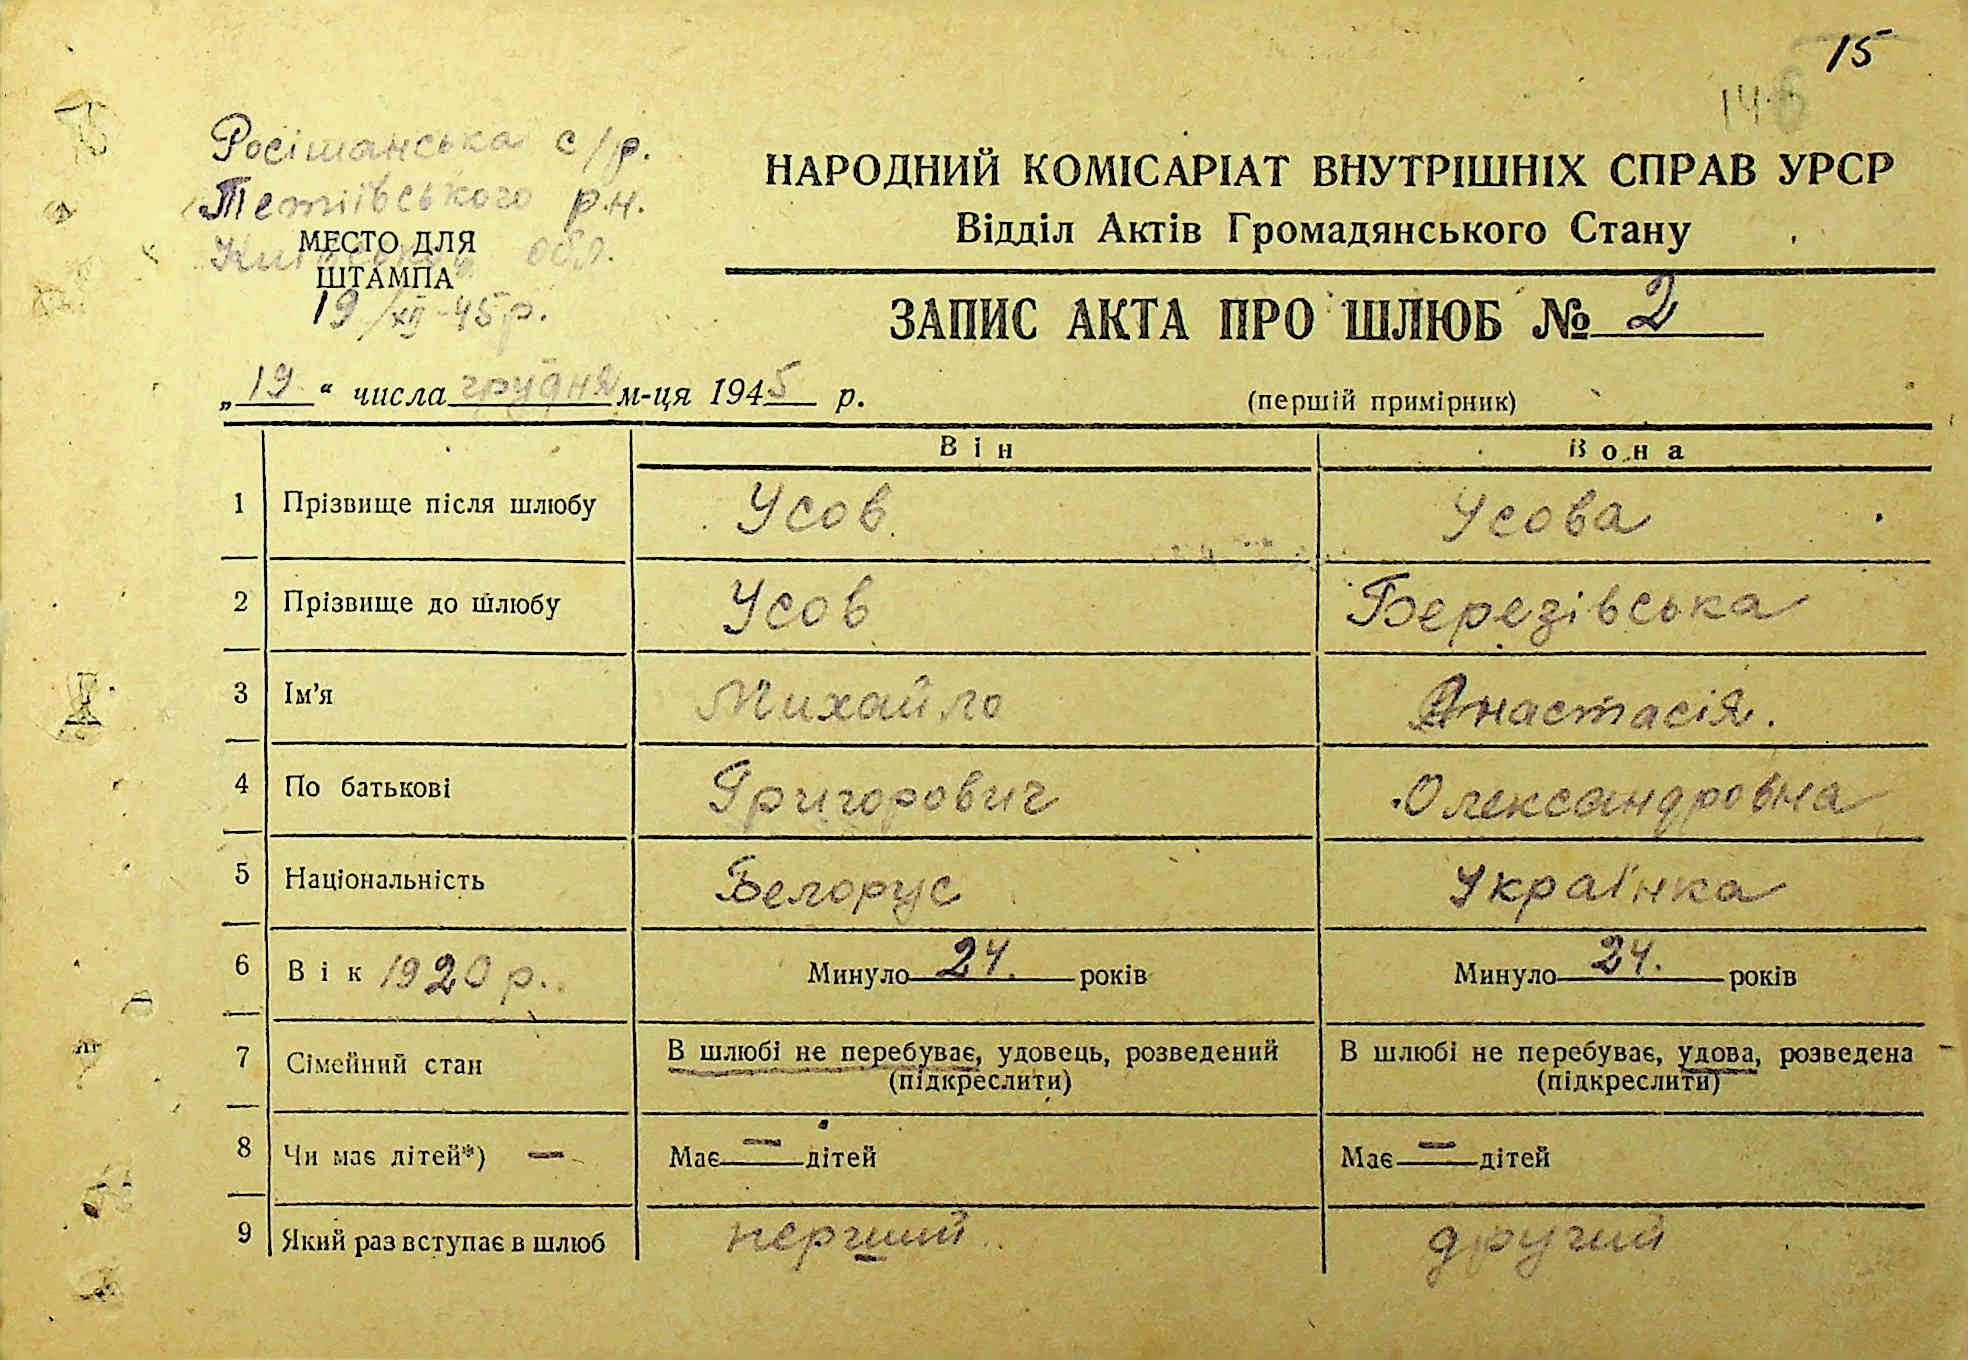 15
14
Росішанська с/р.
Тетіївського р.н.
Київської обл.
МЕСТО ДЛЯ
ШТАМПА
19/XII-45р.
НАРОДНИЙ КОМІСАРІАТ ВНУТРІШНІХ СПРАВ УРСР
Відділ Актів Громадянського Стану
ЗАПИС АКТА ПРО ШЛЮБ № 2
„19“ числа грудня м-ця 1945 р.
(першій примірник)
Він Вона
1 Прізвище після шлюбу Усов Усова
2 Прізвище до шлюбу Усов Березівська
3 Ім'я Михайло Анастасія.
4 По батькові Григорович Олександровна
5 Національність Белорус Українка
6 Вік 1920 р. Минуло 24. років Минуло 24. років
7 Сімейний стан В шлюбі не перебуває, удовець, розведений В шлюбі не перебуває, удова, розведена
(підкреслити) (підкреслити)
8 Чи має дітей*) — Має — дітей Має — дітей
9 Який раз вступає в шлюб перший другий